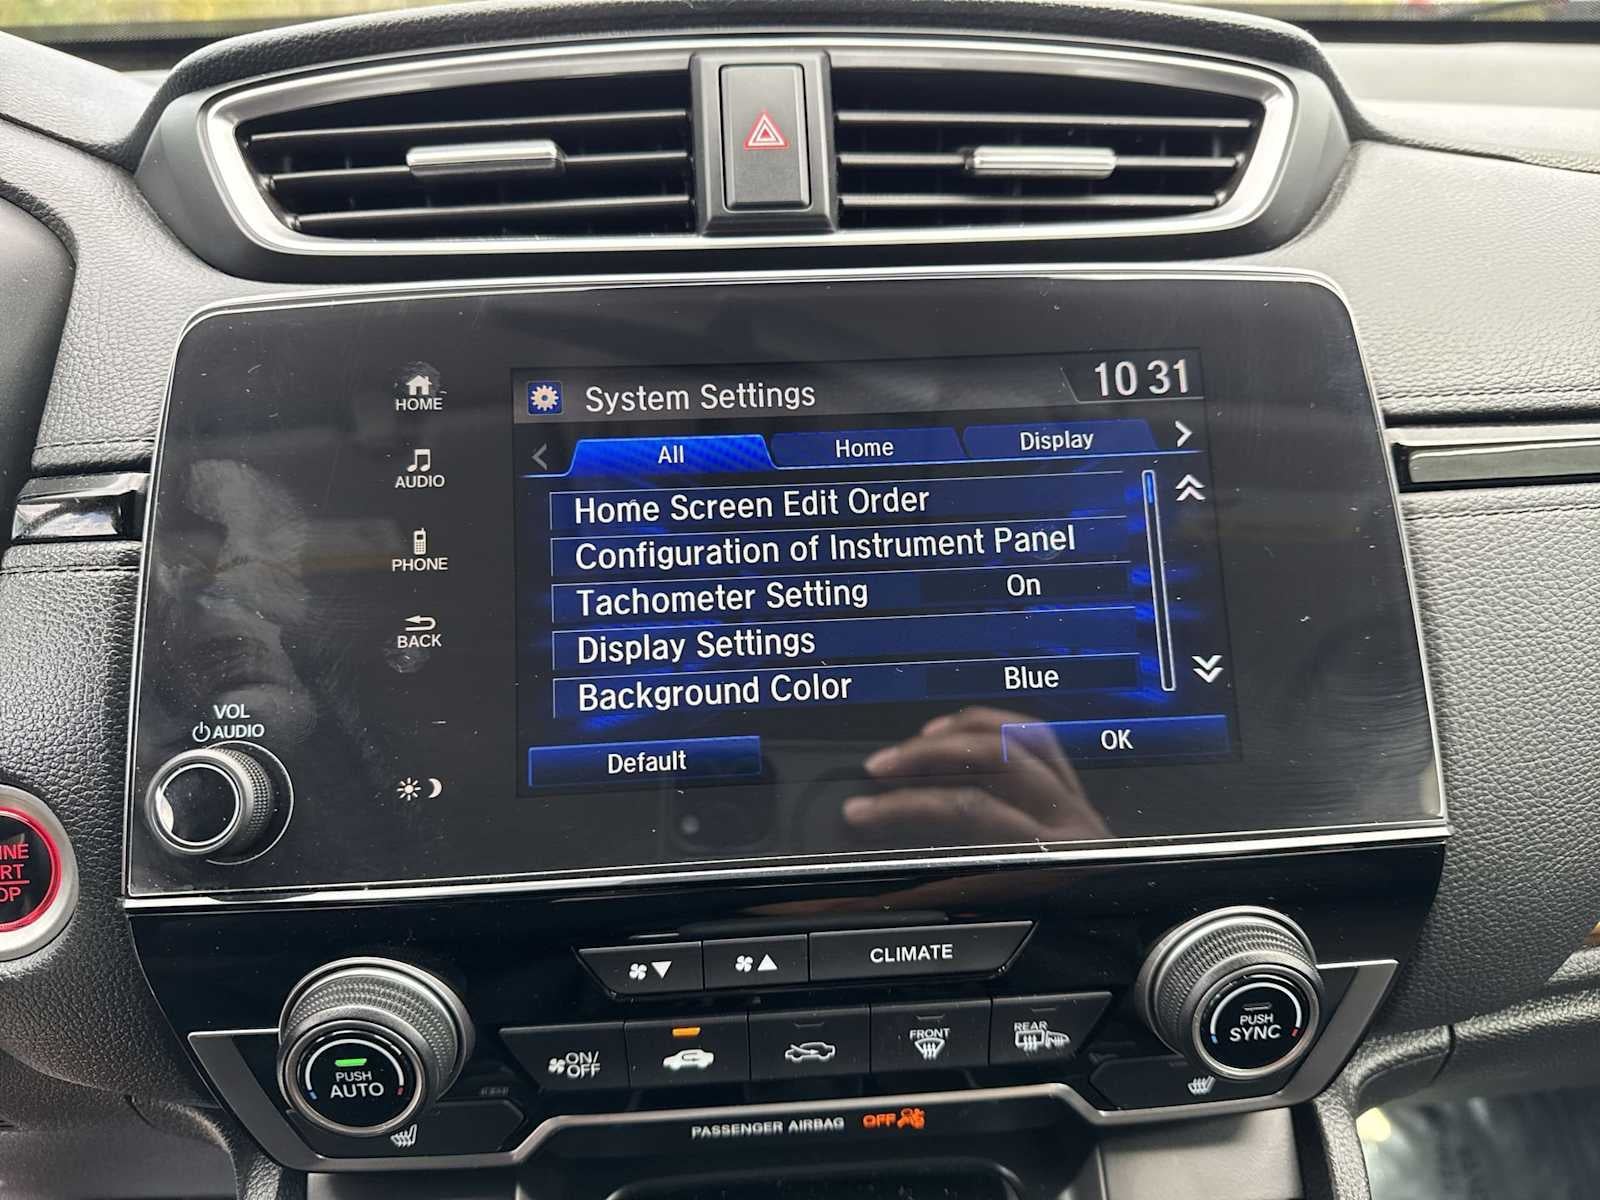 HOME
AUDIO
PHONE
BACK
VOL
AUDIO
System Settings
10 31
All
Home
Display
Home Screen Edit Order
Configuration of Instrument Panel
Tachometer Setting On
Display Settings
Background Color Blue
Default
OK
CLIMATE
ON/
OFF
FRONT
REAR
PUSH
AUTO
PUSH
SYNC
PASSENGER AIRBAG OFF